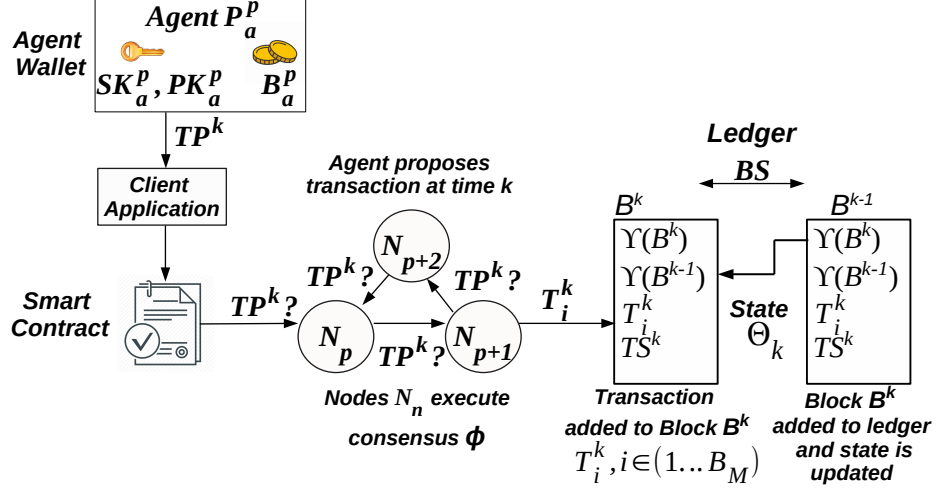 Agent P_a^p
Agent
Wallet
SK_a^p, PK_a^p
B_a^p
TP^k
Client
Application
Smart
Contract
TP^k?
Agent proposes
transaction at time k
N_{p+2}
TP^k?
TP^k?
N_p
N_{p+1}
TP^k?
Nodes N_n execute
consensus ϕ
T_i^k
Ledger
BS
B^k
ϒ(B^k)
ϒ(B^{k-1})
T_i^k
TS^k
State
Θ_k
B^{k-1}
ϒ(B^k)
ϒ(B^{k-1})
T_i^k
TS^k
Transaction
added to Block B^k
T_i^k, i∈(1...B_M)
Block B^k
added to ledger
and state is
updated